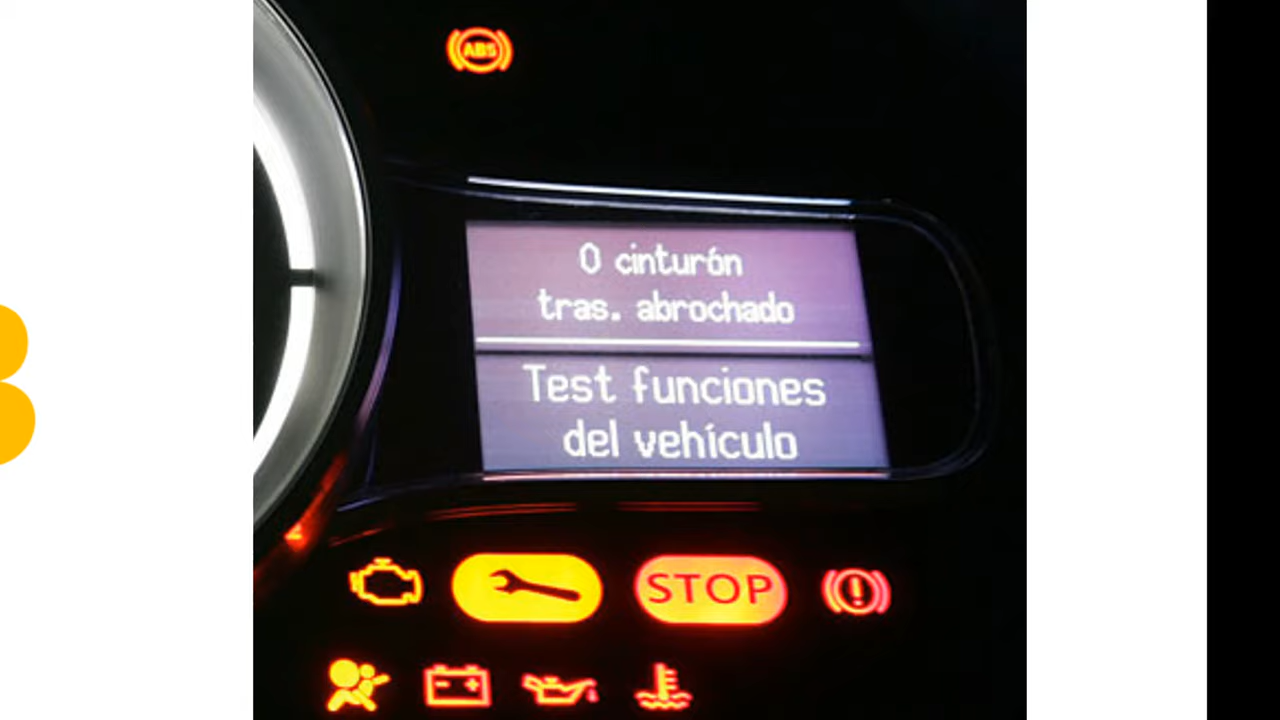 ABS
0 cinturón
tras. abrochado
Test funciones
del vehículo
STOP